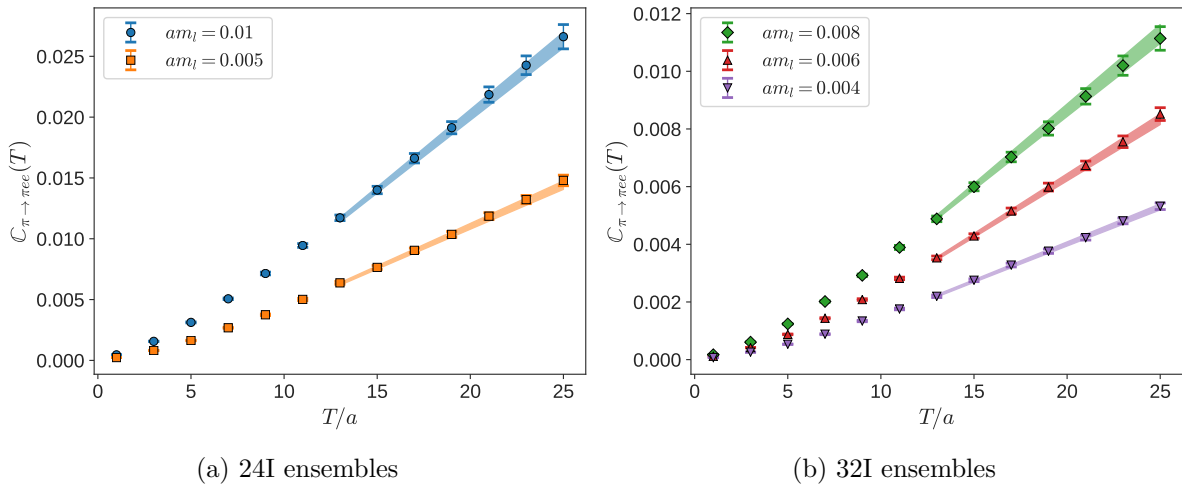 0.025
0.020
0.015
0.010
0.005
0.000
ℂ_{π→πee}(T)
am_l = 0.01
am_l = 0.005
0 5 10 15 20 25
T/a
(a) 24I ensembles
0.012
0.010
0.008
0.006
0.004
0.002
0.000
ℂ_{π→πee}(T)
am_l = 0.008
am_l = 0.006
am_l = 0.004
0 5 10 15 20 25
T/a
(b) 32I ensembles